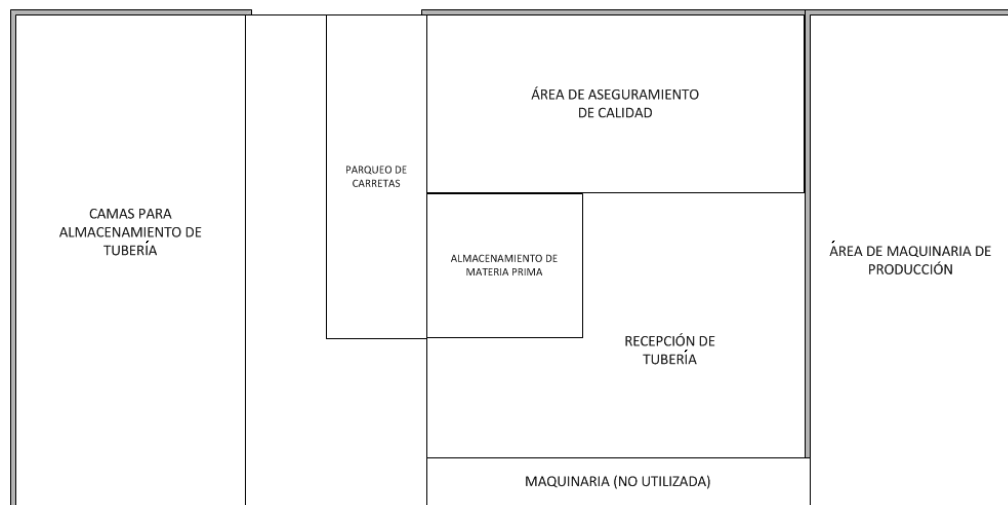 ÁREA DE ASEGURAMIENTO
DE CALIDAD
PARQUEO DE
CARRETAS
CAMAS PARA
ALMACENAMIENTO DE
TUBERÍA
ALMACENAMIENTO DE
MATERIA PRIMA
ÁREA DE MAQUINARIA DE
PRODUCCIÓN
RECEPCIÓN DE
TUBERÍA
MAQUINARIA (NO UTILIZADA)